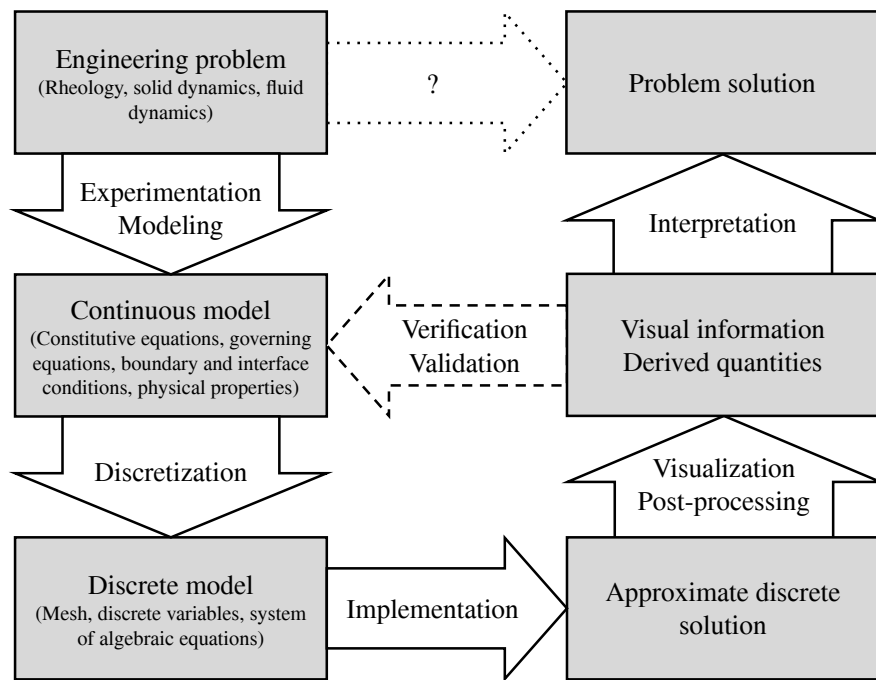 Engineering problem
(Rheology, solid dynamics, fluid
dynamics)
?
Problem solution
Experimentation
Modeling
Interpretation
Continuous model
(Constitutive equations, governing
equations, boundary and interface
conditions, physical properties)
Verification
Validation
Visual information
Derived quantities
Discretization
Visualization
Post-processing
Discrete model
(Mesh, discrete variables, system
of algebraic equations)
Implementation
Approximate discrete
solution